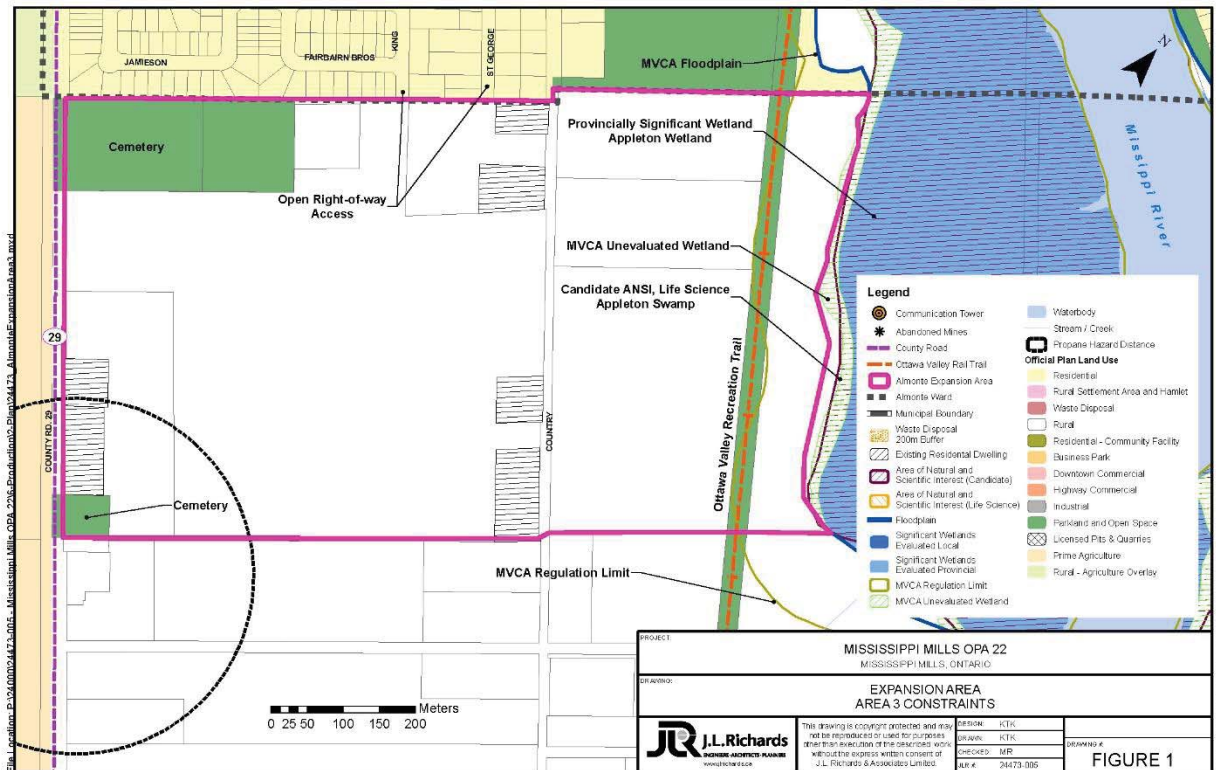 JAMIESON
FAIRBAIRN BROS
KING
ST GEORGE
MVCA Floodplain
N
Cemetery
Provincially Significant Wetland
Appleton Wetland
Mississippi River
Open Right-of-way
Access
MVCA Unevaluated Wetland
Candidate ANSI, Life Science
Appleton Swamp
29
COUNTY RD. 29
COUNTRY
Ottawa Valley Recreation Trail
Cemetery
MVCA Regulation Limit
Meters
0 25 50 100 150 200
Legend
Communication Tower
Abandoned Mines
County Road
Ottawa Valley Rail Trail
Almonte Expansion Area
Almonte Ward
Municipal Boundary
Waste Disposal
200m Buffer
Existing Residental Dwelling
Area of Natural and
Scientific Interest (Candidate)
Area of Natural and
Scientific Interest (Life Science)
Floodplain
Significant Wetlands
Evaluated Local
Significant Wetlands
Evaluated Provincial
MVCA Regulation Limit
MVCA Unevaluated Wetland
Waterbody
Stream / Creek
Propane Hazard Distance
Official Plan Land Use
Residential
Rural Settlement Area and Hamlet
Waste Disposal
Rural
Residential - Community Facility
Business Park
Downtown Commercial
Highway Commercial
Industrial
Parkland and Open Space
Licensed Pits & Quarries
Prime Agriculture
Rural - Agriculture Overlay
PROJECT:
MISSISSIPPI MILLS OPA 22
MISSISSIPPI MILLS, ONTARIO
DRAWING:
EXPANSION AREA
AREA 3 CONSTRAINTS
JLR J.L.Richards
ENGINEERS·ARCHITECTS·PLANNERS
www.jlrichards.ca
This drawing is copyright protected and may
not be reproduced or used for purposes
other than execution of the described work
without the express written consent of
J.L. Richards & Associates Limited.
DESIGN: KTK
DRAWN: KTK
CHECKED: MR
JLR #: 24473-005
DRAWING #:
FIGURE 1